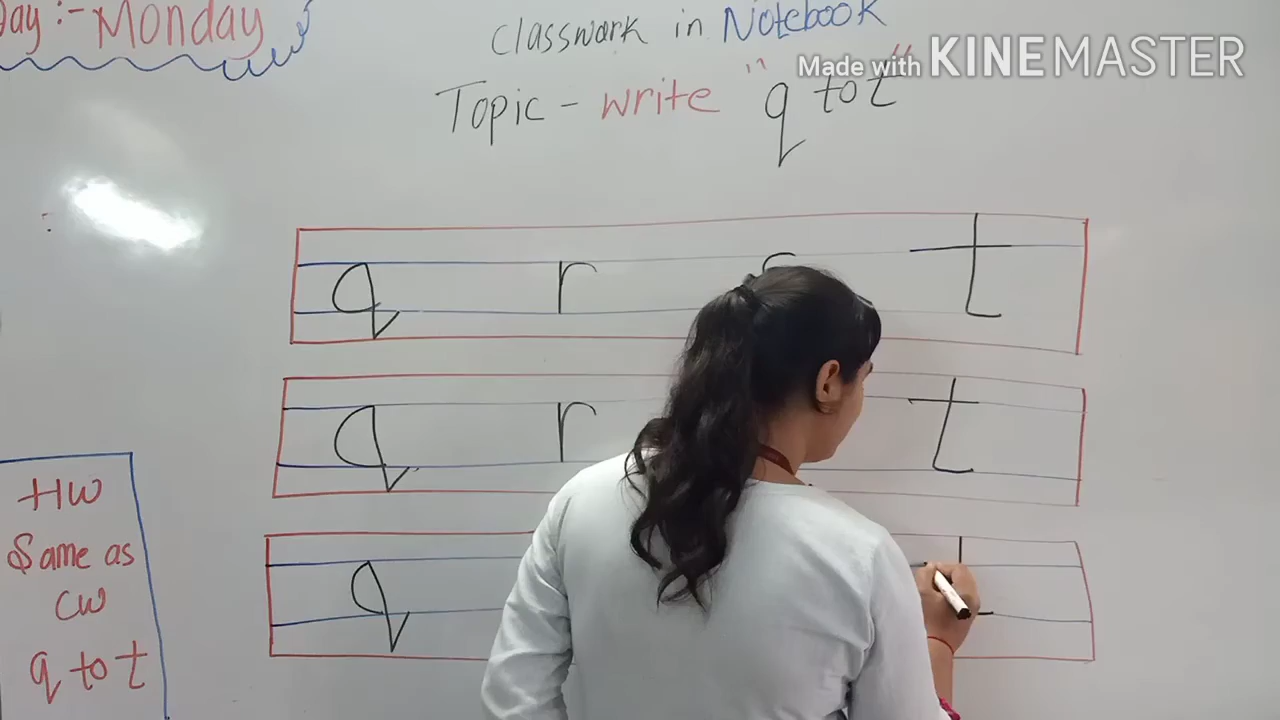 Day :- Monday
Classwork in Notebook
Made with KINEMASTER
Topic - write "q to t"
q r s t
q r t
q
HW
Same as
CW
q to t